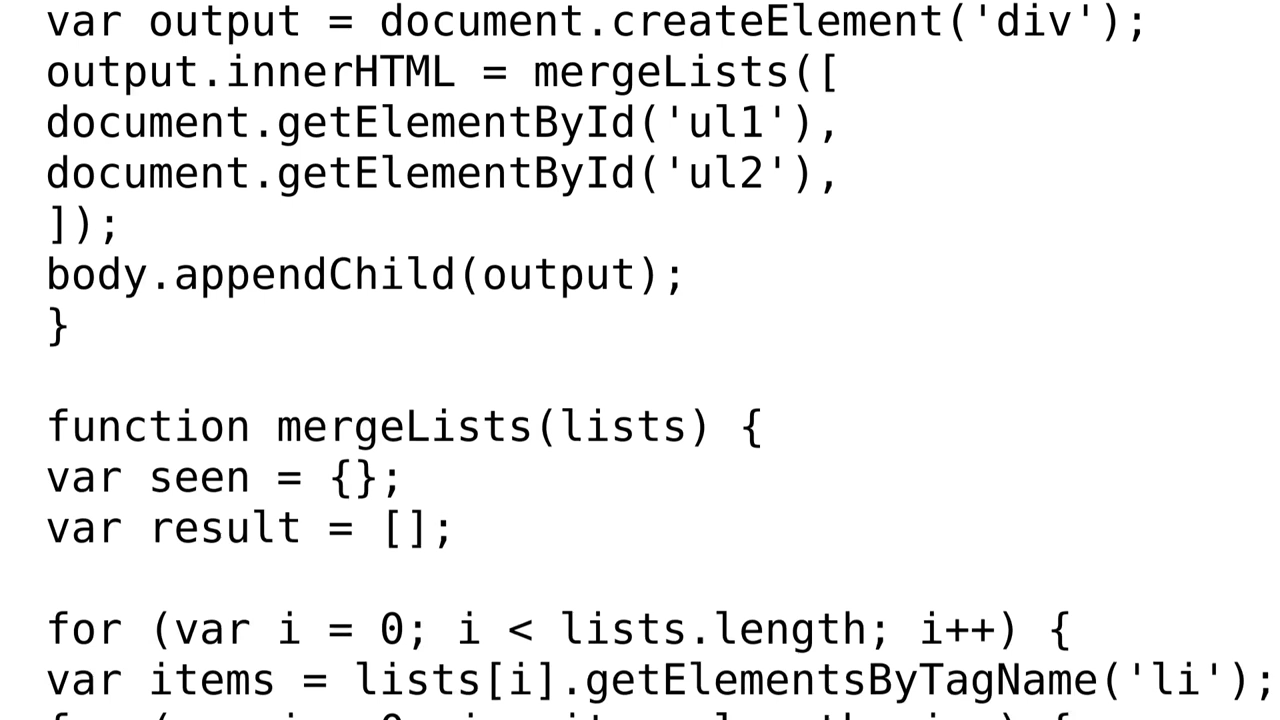 var output = document.createElement('div');
output.innerHTML = mergeLists([
document.getElementById('ul1'),
document.getElementById('ul2'),
]);
body.appendChild(output);
}

function mergeLists(lists) {
var seen = {};
var result = [];

for (var i = 0; i < lists.length; i++) {
var items = lists[i].getElementsByTagName('li');